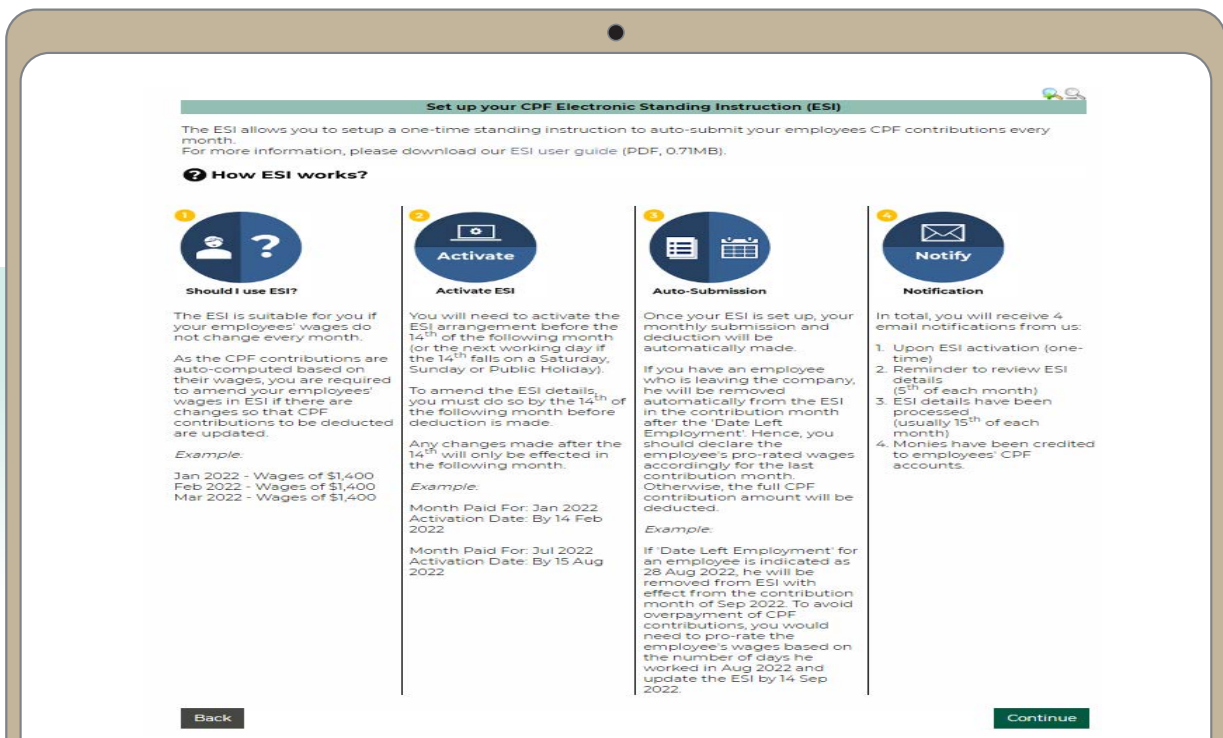 Set up your CPF Electronic Standing Instruction (ESI)
The ESI allows you to setup a one-time standing instruction to auto-submit your employees CPF contributions every
month.
For more information, please download our ESI user guide (PDF, 0.71MB).
? How ESI works?
1
?
Should I use ESI?
The ESI is suitable for you if
your employees' wages do
not change every month.
As the CPF contributions are
auto-computed based on
their wages, you are required
to amend your employees'
wages in ESI if there are
changes so that CPF
contributions to be deducted
are updated.
Example:
Jan 2022 - Wages of $1,400
Feb 2022 - Wages of $1,400
Mar 2022 - Wages of $1,400
2
Activate
Activate ESI
You will need to activate the
ESI arrangement before the
14th of the following month
(or the next working day if
the 14th falls on a Saturday,
Sunday or Public Holiday).
To amend the ESI details,
you must do so by the 14th of
the following month before
deduction is made.
Any changes made after the
14th will only be effected in
the following month.
Example:
Month Paid For: Jan 2022
Activation Date: By 14 Feb
2022
Month Paid For: Jul 2022
Activation Date: By 15 Aug
2022
3
Auto-Submission
Once your ESI is set up, your
monthly submission and
deduction will be
automatically made.
If you have an employee
who is leaving the company,
he will be removed
automatically from the ESI
in the contribution month
after the 'Date Left
Employment'. Hence, you
should declare the
employee's pro-rated wages
accordingly for the last
contribution month.
Otherwise, the full CPF
contribution amount will be
deducted.
Example:
If 'Date Left Employment' for
an employee is indicated as
28 Aug 2022, he will be
removed from ESI with
effect from the contribution
month of Sep 2022. To avoid
overpayment of CPF
contributions, you would
need to pro-rate the
employee's wages based on
the number of days he
worked in Aug 2022 and
update the ESI by 14 Sep
2022.
4
Notify
Notification
In total, you will receive 4
email notifications from us:
1. Upon ESI activation (one-
time)
2. Reminder to review ESI
details
(5th of each month)
3. ESI details have been
processed
(usually 15th of each
month)
4. Monies have been credited
to employees' CPF
accounts.
Back
Continue